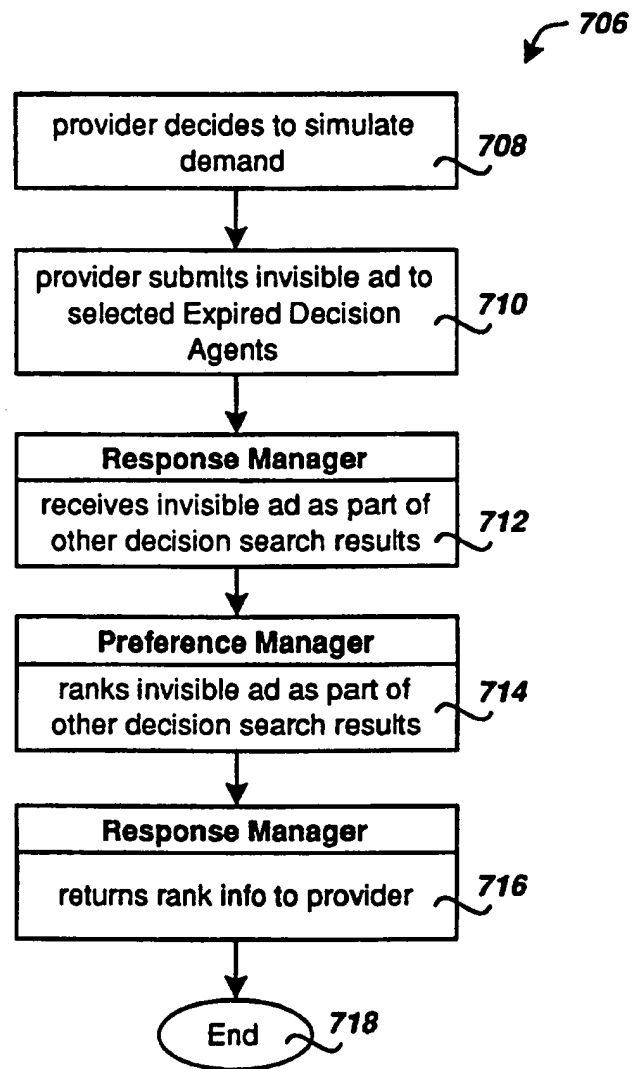 706
provider decides to simulate
demand
708
provider submits invisible ad to
selected Expired Decision
Agents
710
Response Manager
receives invisible ad as part of
other decision search results
712
Preference Manager
ranks invisible ad as part of
other decision search results
714
Response Manager
returns rank info to provider
716
End
718